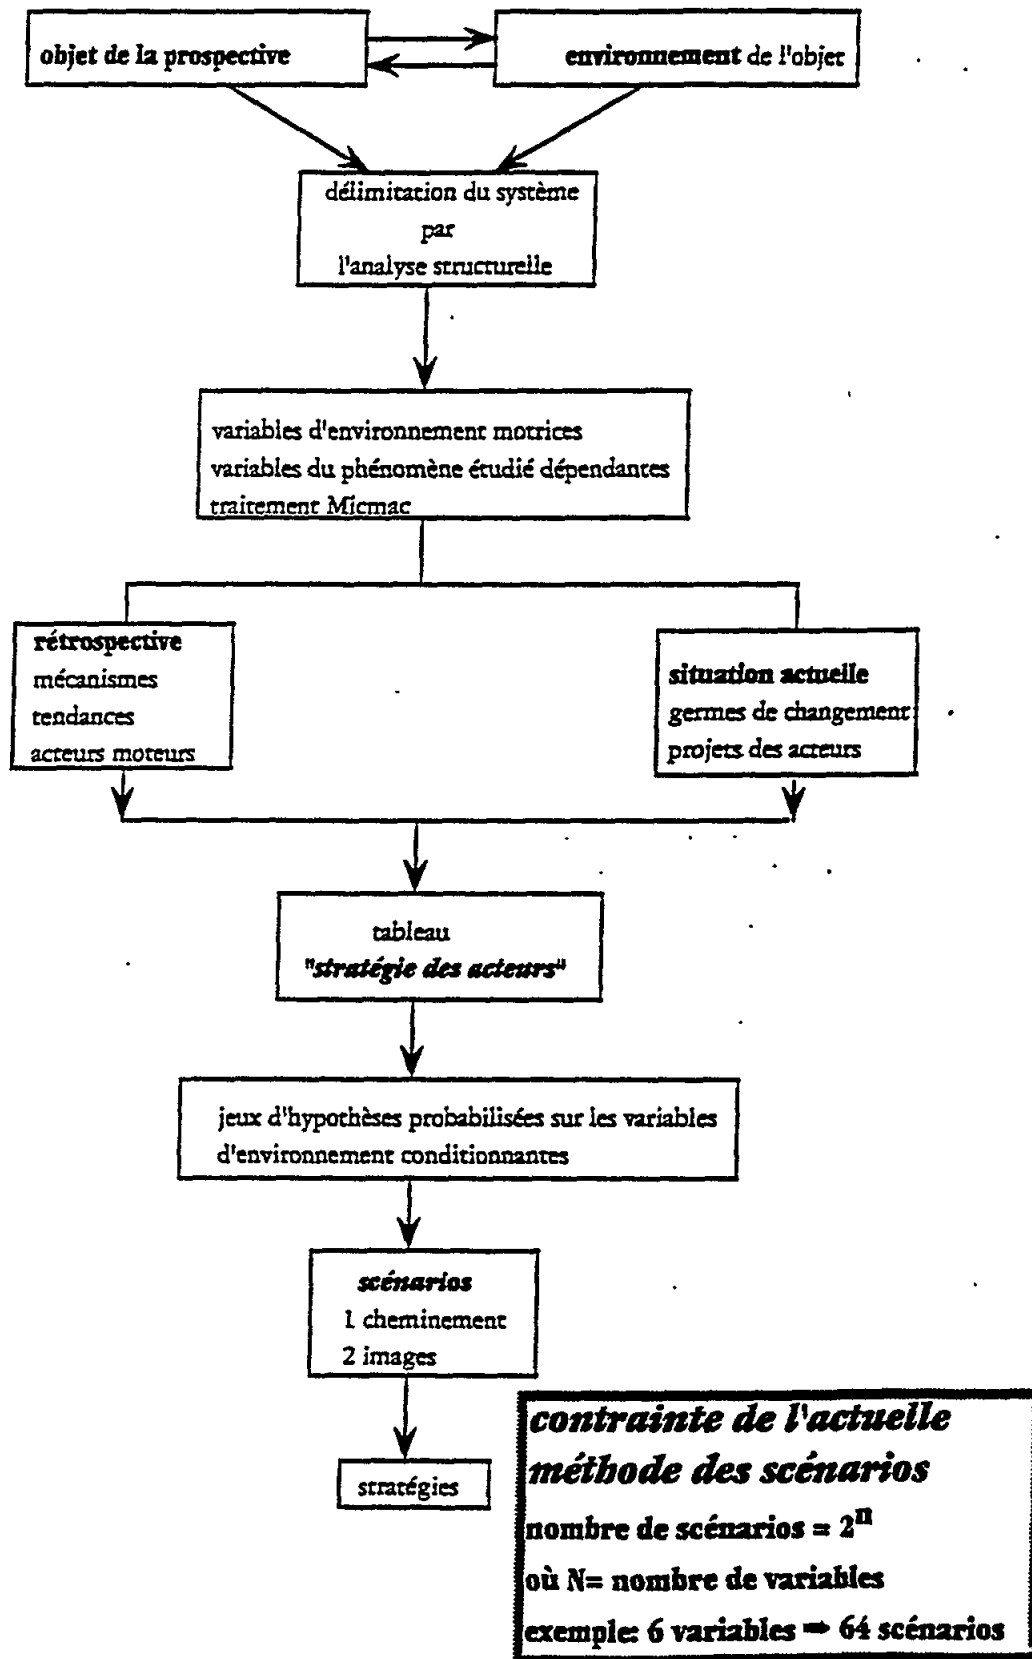 objet de la prospective
environnement de l'objet
délimitation du système
par
l'analyse structurelle
variables d'environnement motrices
variables du phénomène étudié dépendantes
traitement Micmac
rétrospective
mécanismes
tendances
acteurs moteurs
situation actuelle
germes de changement
projets des acteurs
tableau
"stratégie des acteurs"
jeux d'hypothèses probabilisées sur les variables
d'environnement conditionnantes
scénarios
1 cheminement
2 images
stratégies
contrainte de l'actuelle
méthode des scénarios
nombre de scénarios = 2ⁿ
où N= nombre de variables
exemple: 6 variables ⇒ 64 scénarios